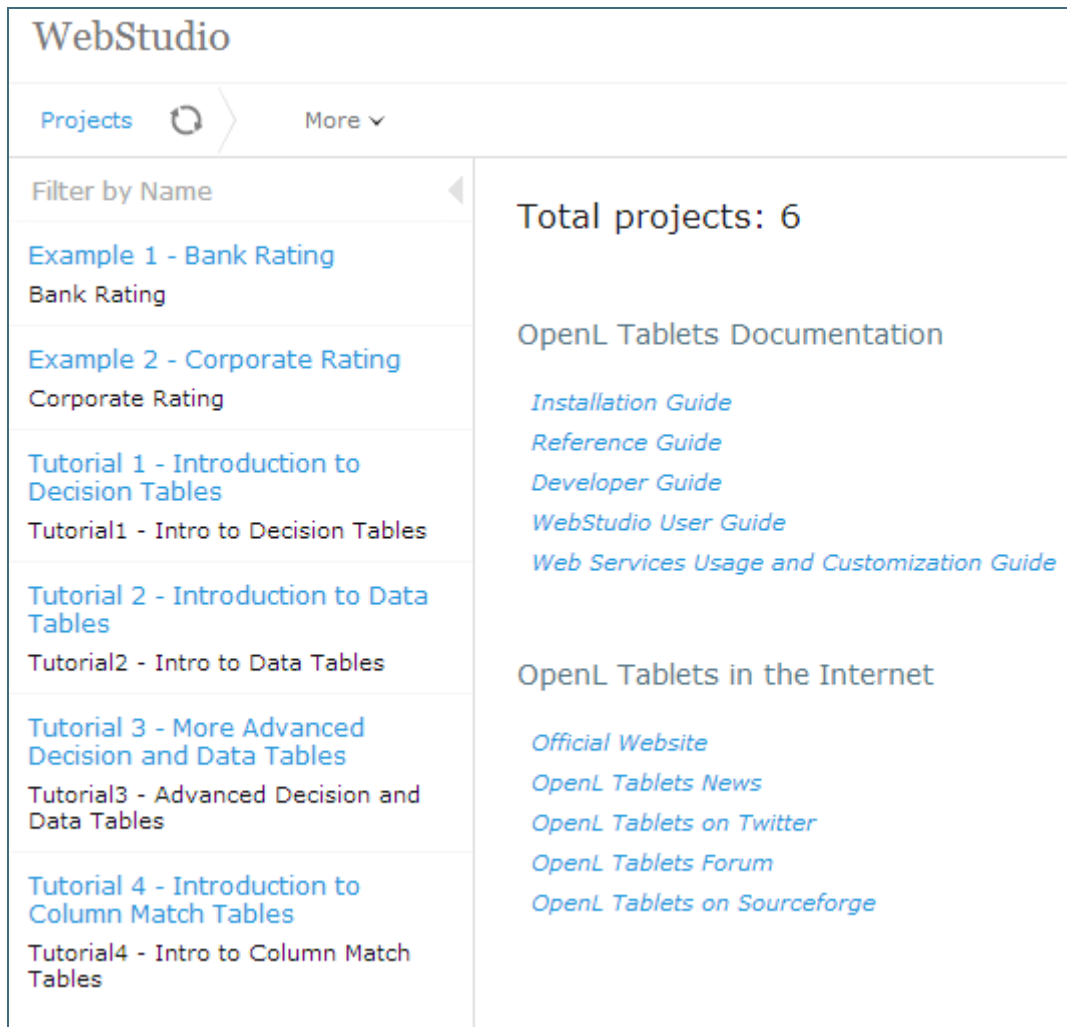 WebStudio
Projects
More
Filter by Name
Example 1 - Bank Rating
Bank Rating
Example 2 - Corporate Rating
Corporate Rating
Tutorial 1 - Introduction to
Decision Tables
Tutorial1 - Intro to Decision Tables
Tutorial 2 - Introduction to Data
Tables
Tutorial2 - Intro to Data Tables
Tutorial 3 - More Advanced
Decision and Data Tables
Tutorial3 - Advanced Decision and
Data Tables
Tutorial 4 - Introduction to
Column Match Tables
Tutorial4 - Intro to Column Match
Tables
Total projects: 6
OpenL Tablets Documentation
Installation Guide
Reference Guide
Developer Guide
WebStudio User Guide
Web Services Usage and Customization Guide
OpenL Tablets in the Internet
Official Website
OpenL Tablets News
OpenL Tablets on Twitter
OpenL Tablets Forum
OpenL Tablets on Sourceforge